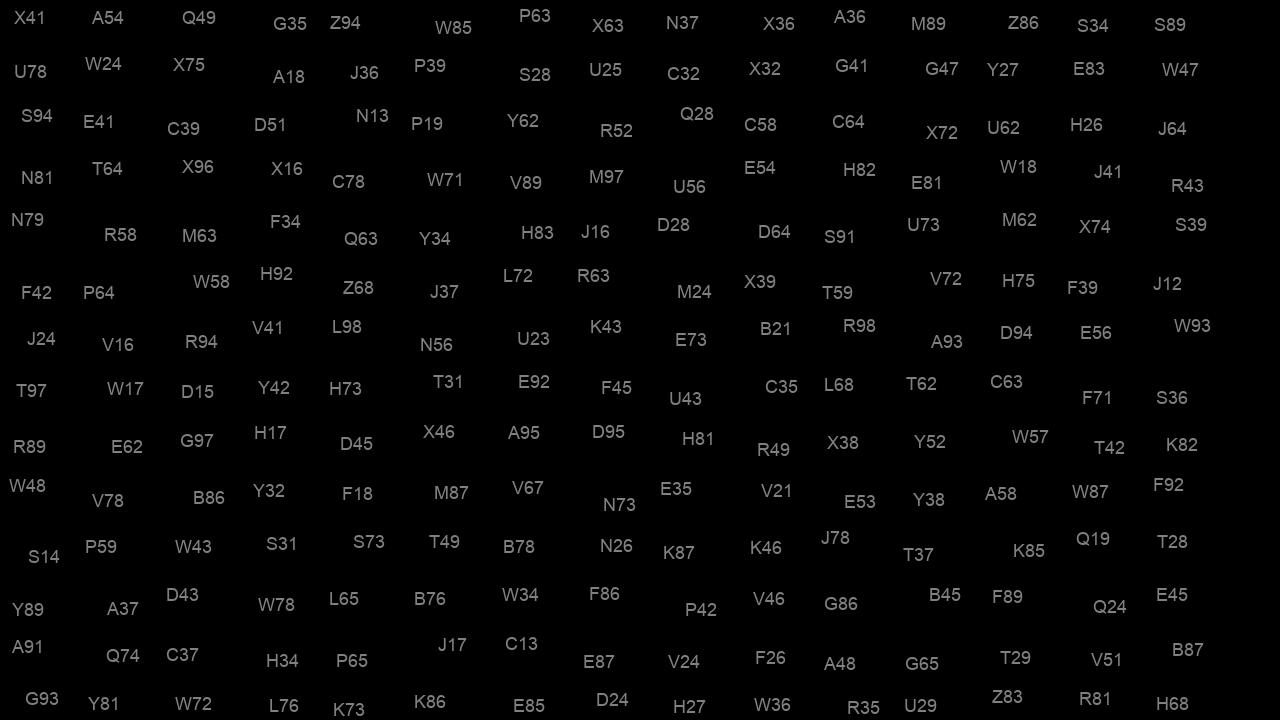 X41 A54 Q49 G35 Z94 W85 P63 X63 N37 X36 A36 M89 Z86 S34 S89
U78 W24 X75 A18 J36 P39 S28 U25 C32 X32 G41 G47 Y27 E83 W47
S94 E41 C39 D51 N13 P19 Y62 R52 Q28 C58 C64 X72 U62 H26 J64
N81 T64 X96 X16 C78 W71 V89 M97 U56 E54 H82 E81 W18 J41 R43
N79 R58 M63 F34 Q63 Y34 H83 J16 D28 D64 S91 U73 M62 X74 S39
F42 P64 W58 H92 Z68 J37 L72 R63 M24 X39 T59 V72 H75 F39 J12
J24 V16 R94 V41 L98 N56 U23 K43 E73 B21 R98 A93 D94 E56 W93
T97 W17 D15 Y42 H73 T31 E92 F45 U43 C35 L68 T62 C63 F71 S36
R89 E62 G97 H17 D45 X46 A95 D95 H81 R49 X38 Y52 W57 T42 K82
W48 V78 B86 Y32 F18 M87 V67 N73 E35 V21 E53 Y38 A58 W87 F92
S14 P59 W43 S31 S73 T49 B78 N26 K87 K46 J78 T37 K85 Q19 T28
Y89 A37 D43 W78 L65 B76 W34 F86 P42 V46 G86 B45 F89 Q24 E45
A91 Q74 C37 H34 P65 J17 C13 E87 V24 F26 A48 G65 T29 V51 B87
G93 Y81 W72 L76 K73 K86 E85 D24 H27 W36 R35 U29 Z83 R81 H68